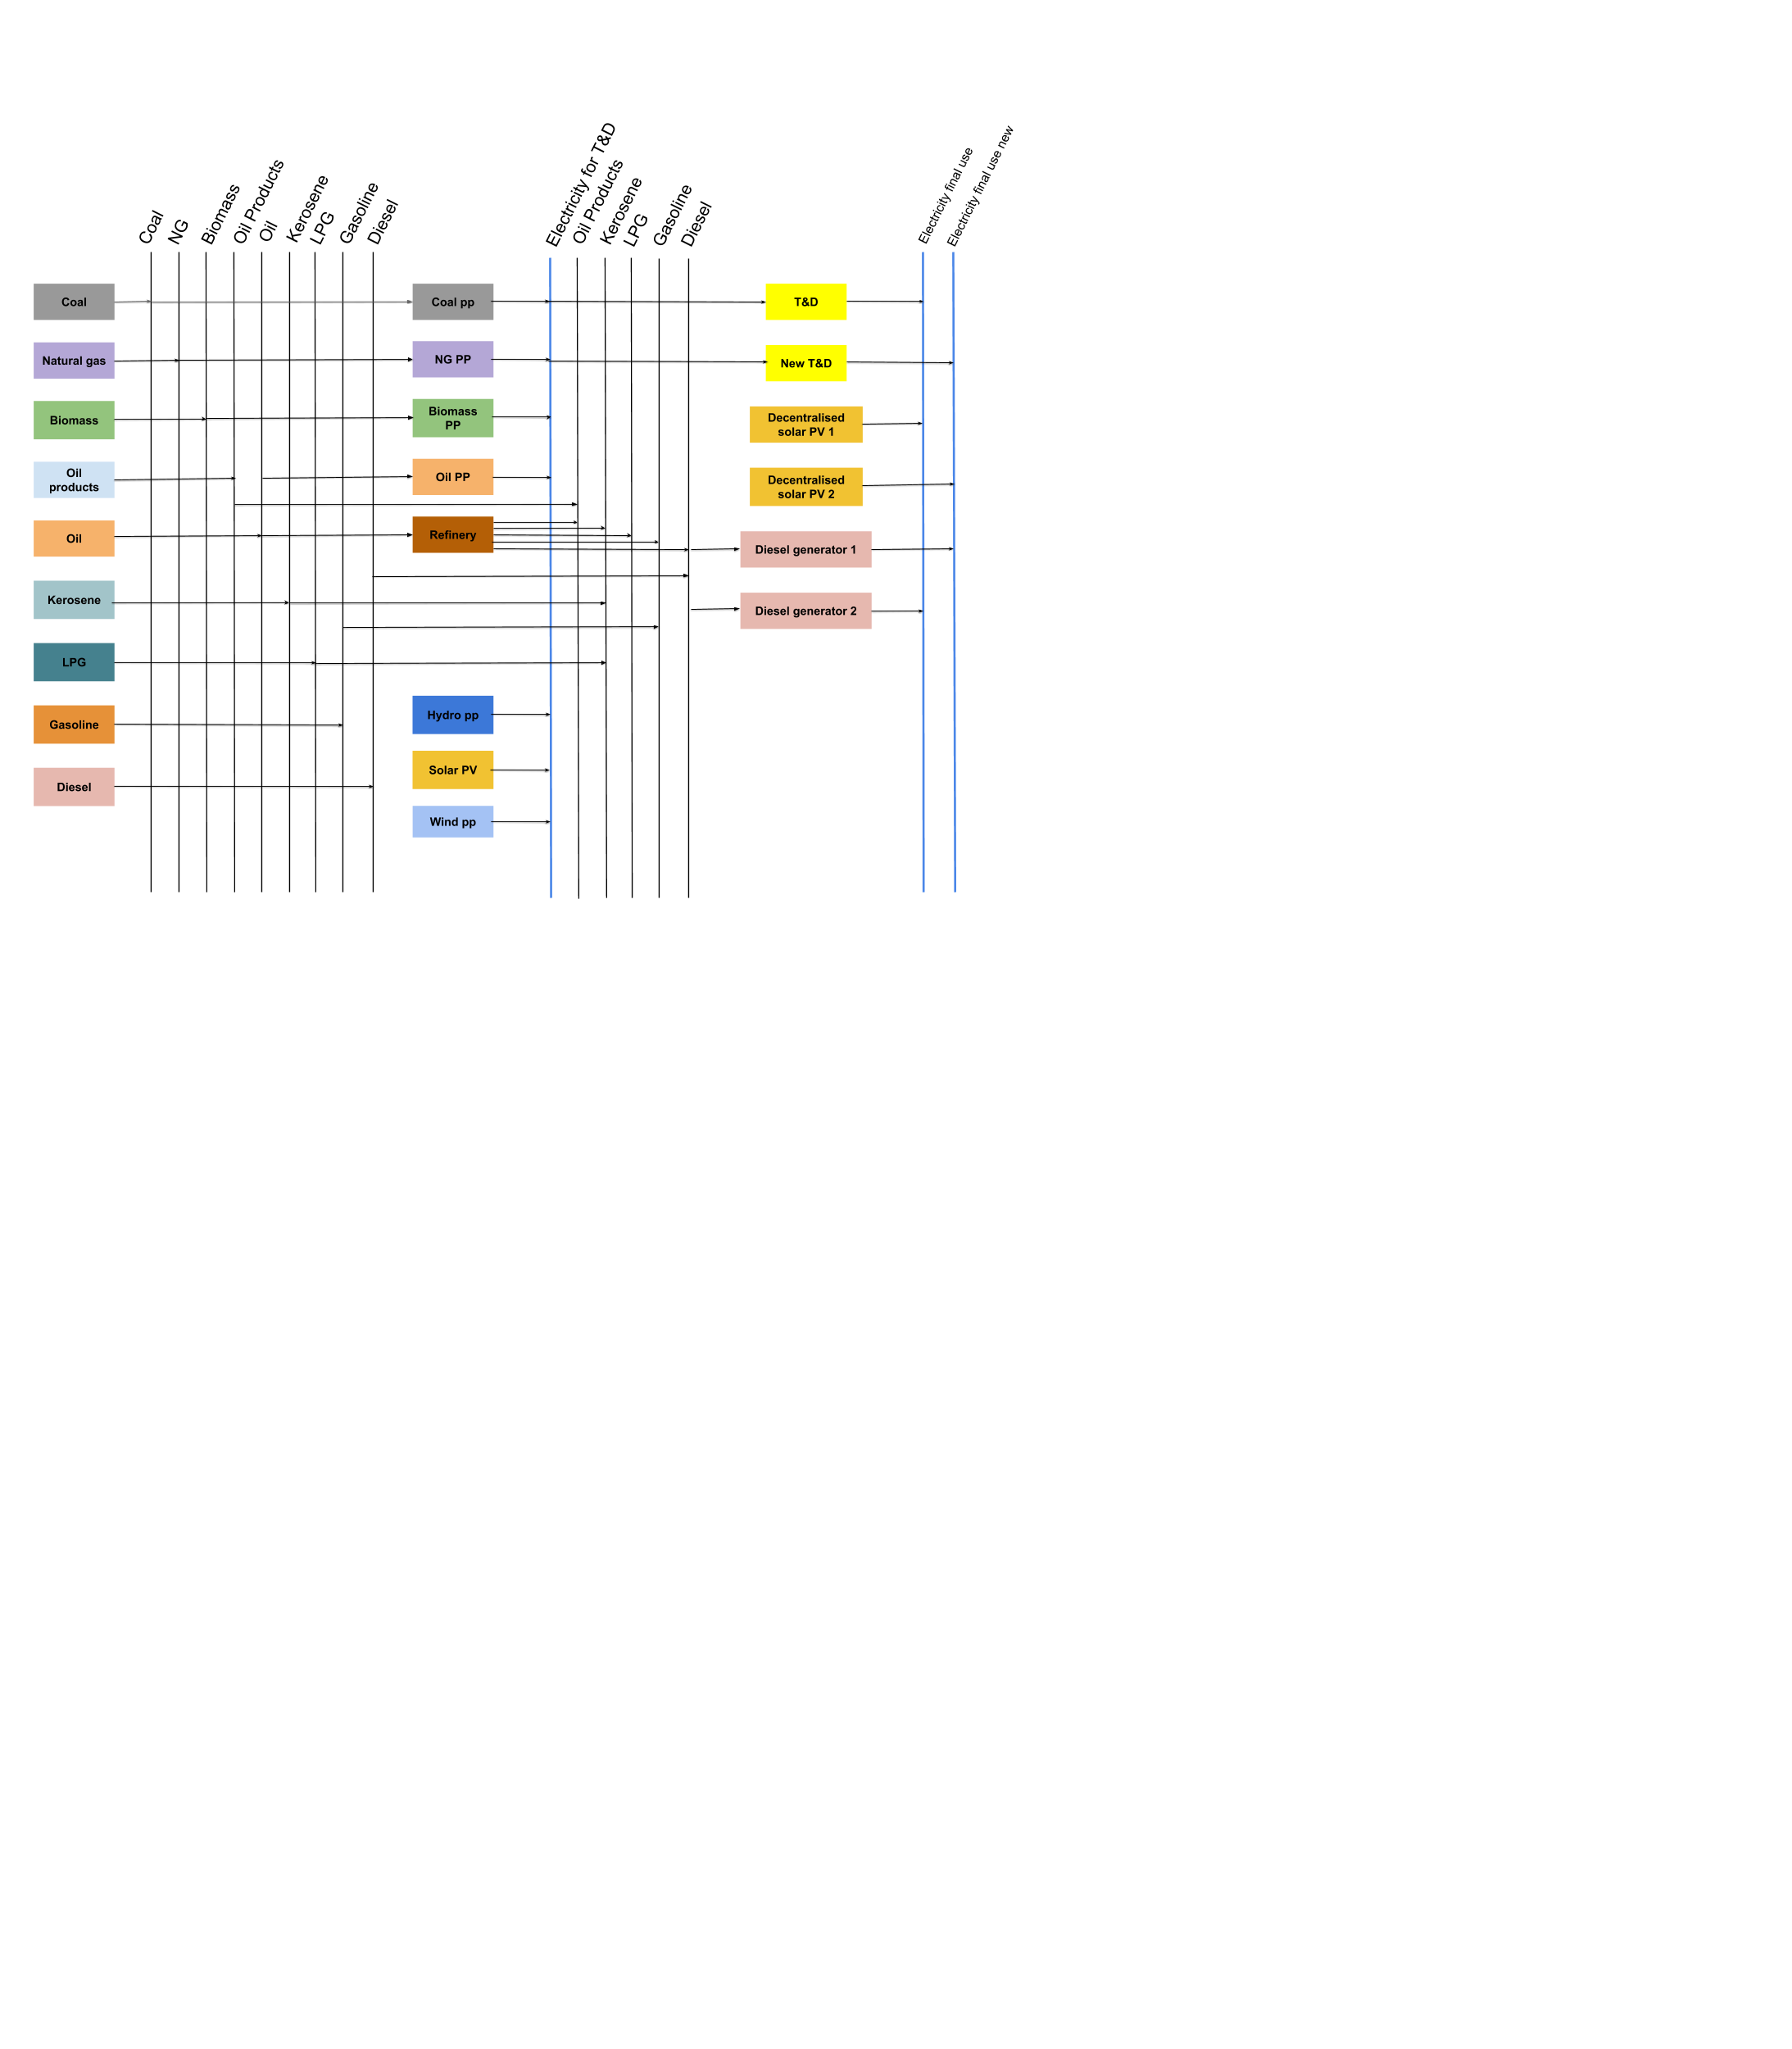 Coal
NG
Biomass
Oil Products
Oil
Kerosene
LPG
Gasoline
Diesel
Electricity for T&D
Oil Products
Kerosene
LPG
Gasoline
Diesel
Electricity final use
Electricity final use new
Coal
Coal pp
T&D
Natural gas
NG PP
New T&D
Biomass
Biomass
PP
Decentralised
solar PV 1
Oil
products
Oil PP
Decentralised
solar PV 2
Oil
Refinery
Diesel generator 1
Kerosene
Diesel generator 2
LPG
Gasoline
Hydro pp
Diesel
Solar PV
Wind pp